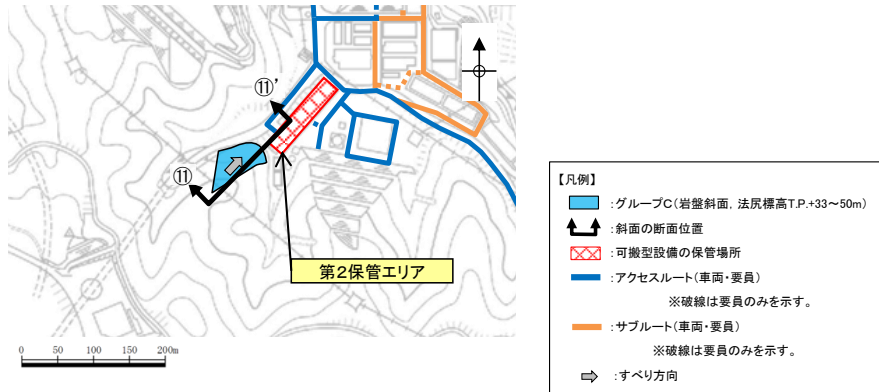 ⑪’
⑪
第2保管エリア
0 50 100 150 200m
【凡例】
:グループC(岩盤斜面, 法尻標高T.P.+33~50m)
:斜面の断面位置
:可搬型設備の保管場所
:アクセスルート(車両・要員)
※破線は要員のみを示す。
:サブルート(車両・要員)
※破線は要員のみを示す。
:すべり方向